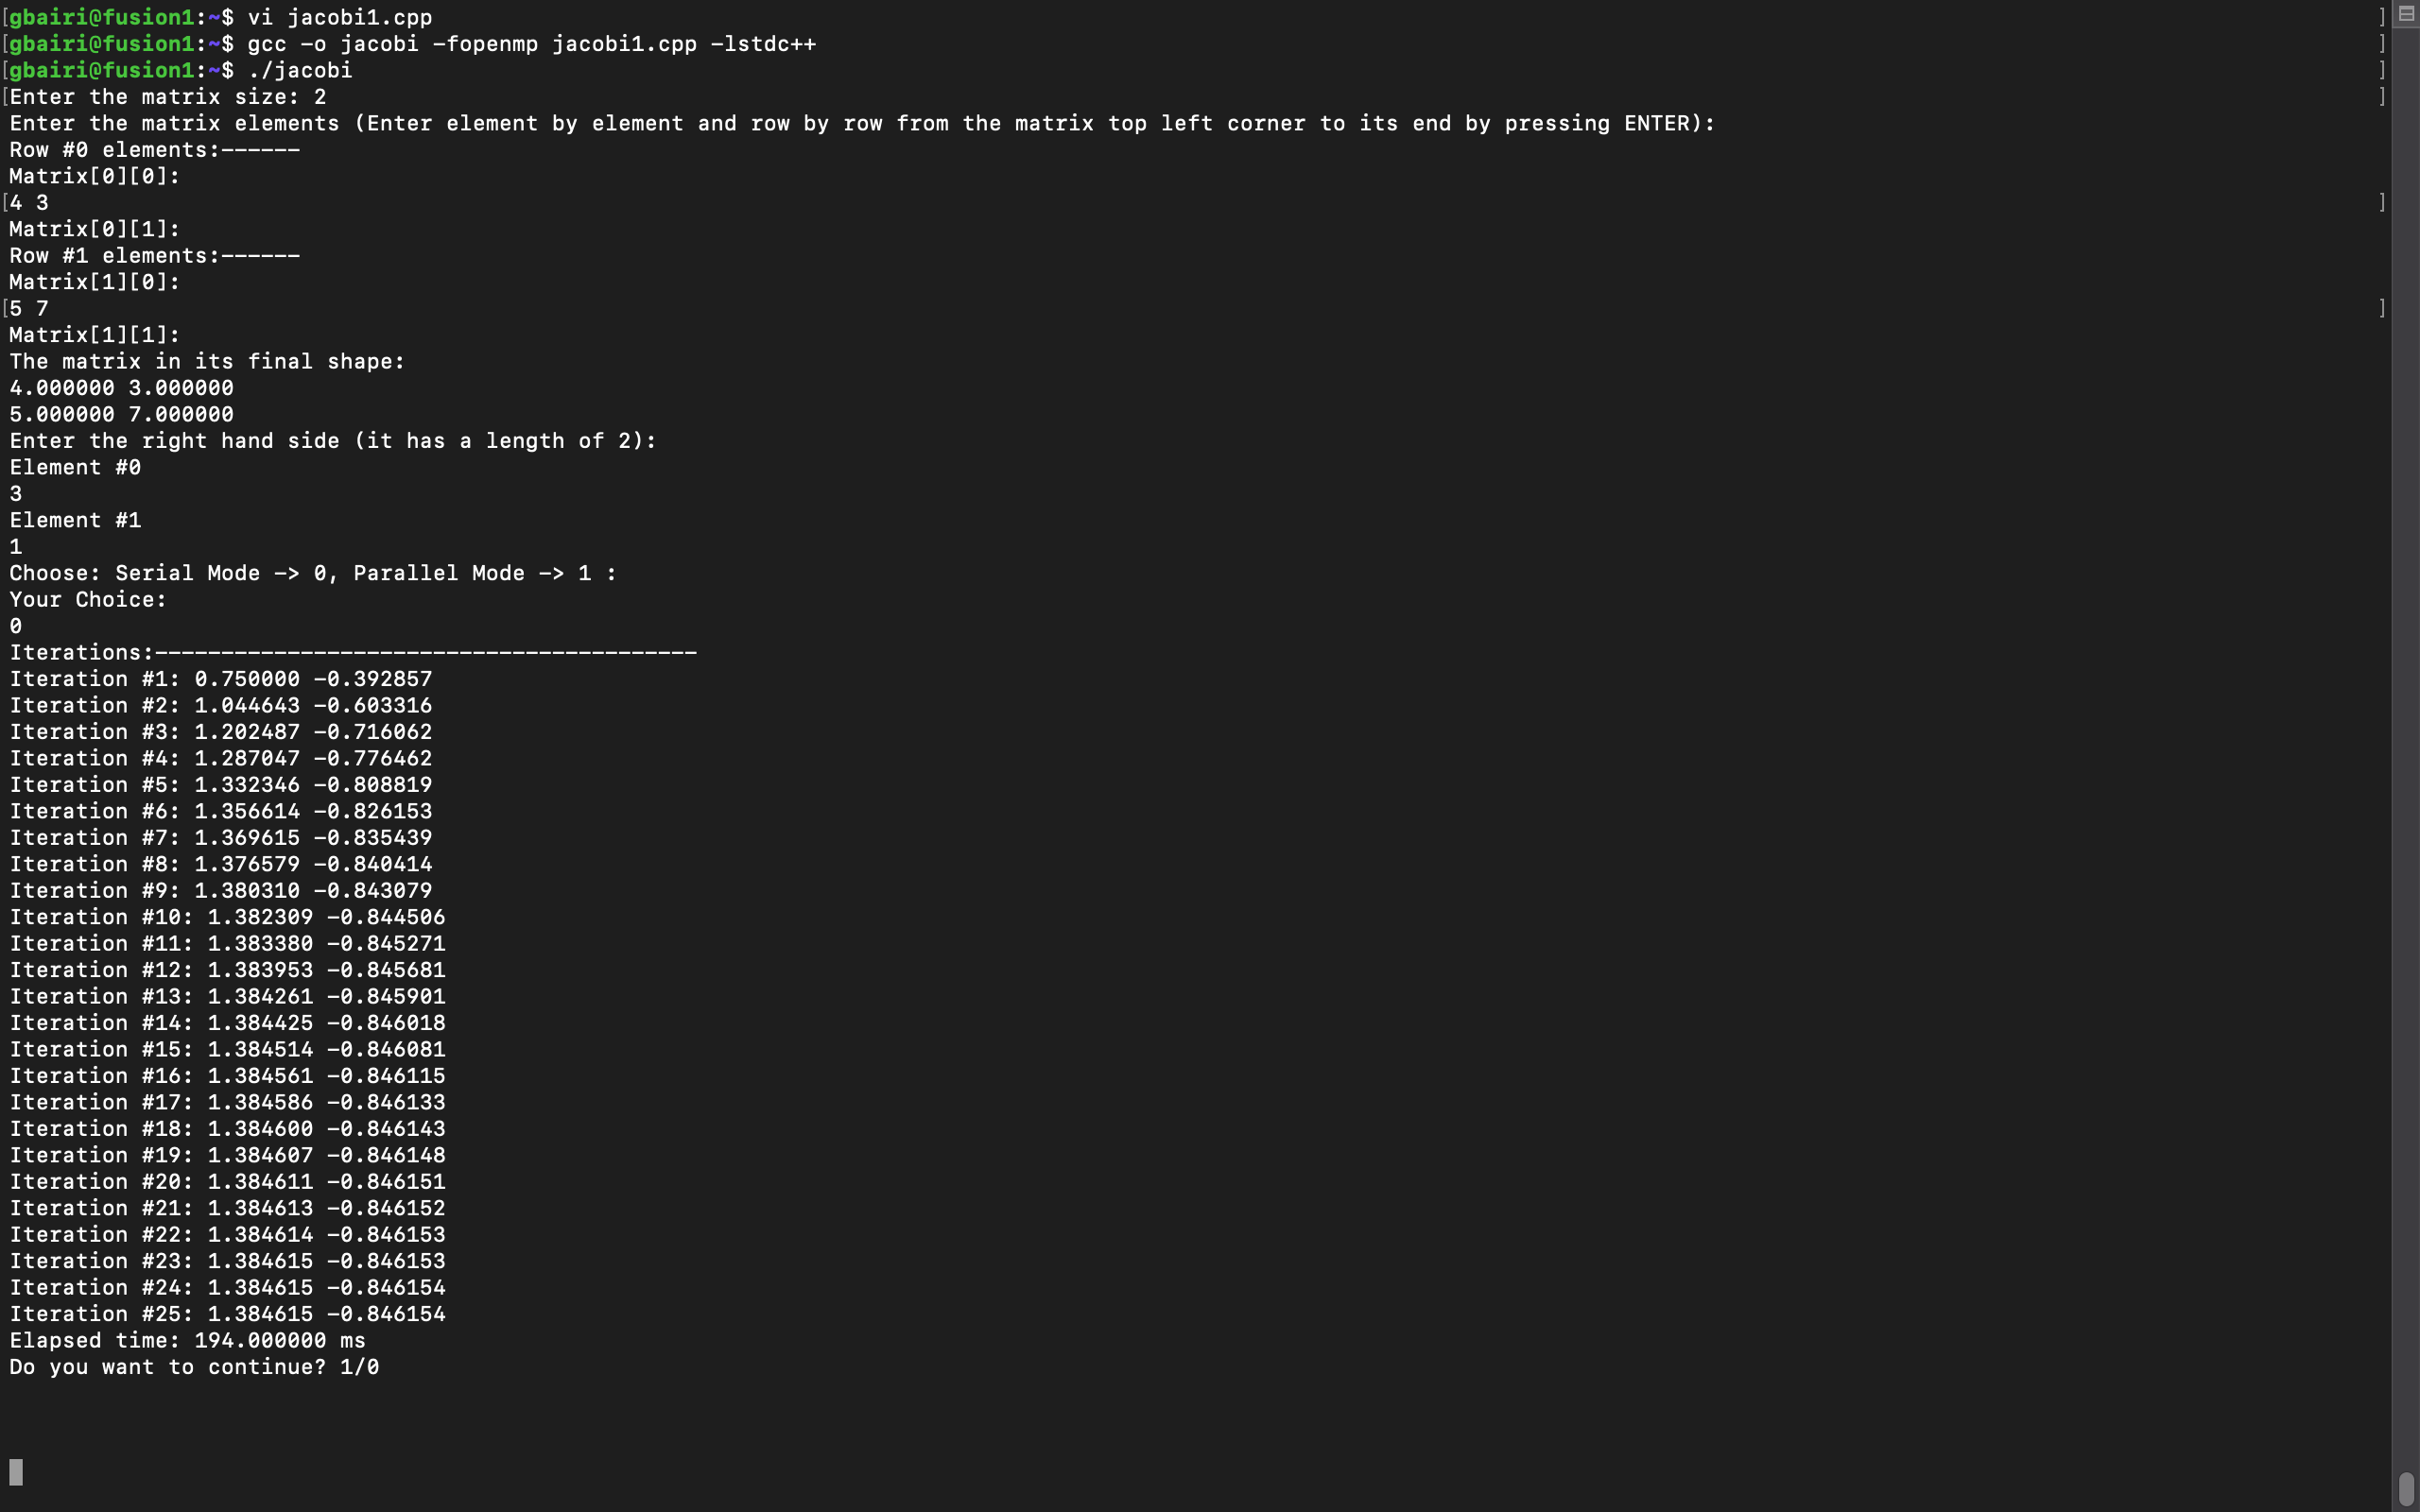 [gbairi@fusion1:~$ vi jacobi1.cpp ]
[gbairi@fusion1:~$ gcc -o jacobi -fopenmp jacobi1.cpp -lstdc++ ]
[gbairi@fusion1:~$ ./jacobi ]
[Enter the matrix size: 2 ]
Enter the matrix elements (Enter element by element and row by row from the matrix top left corner to its end by pressing ENTER):
Row #0 elements:------
Matrix[0][0]:
[4 3 ]
Matrix[0][1]:
Row #1 elements:------
Matrix[1][0]:
[5 7 ]
Matrix[1][1]:
The matrix in its final shape:
4.000000 3.000000
5.000000 7.000000
Enter the right hand side (it has a length of 2):
Element #0
3
Element #1
1
Choose: Serial Mode -> 0, Parallel Mode -> 1 :
Your Choice:
0
Iterations:-----------------------------------------
Iteration #1: 0.750000 -0.392857
Iteration #2: 1.044643 -0.603316
Iteration #3: 1.202487 -0.716062
Iteration #4: 1.287047 -0.776462
Iteration #5: 1.332346 -0.808819
Iteration #6: 1.356614 -0.826153
Iteration #7: 1.369615 -0.835439
Iteration #8: 1.376579 -0.840414
Iteration #9: 1.380310 -0.843079
Iteration #10: 1.382309 -0.844506
Iteration #11: 1.383380 -0.845271
Iteration #12: 1.383953 -0.845681
Iteration #13: 1.384261 -0.845901
Iteration #14: 1.384425 -0.846018
Iteration #15: 1.384514 -0.846081
Iteration #16: 1.384561 -0.846115
Iteration #17: 1.384586 -0.846133
Iteration #18: 1.384600 -0.846143
Iteration #19: 1.384607 -0.846148
Iteration #20: 1.384611 -0.846151
Iteration #21: 1.384613 -0.846152
Iteration #22: 1.384614 -0.846153
Iteration #23: 1.384615 -0.846153
Iteration #24: 1.384615 -0.846154
Iteration #25: 1.384615 -0.846154
Elapsed time: 194.000000 ms
Do you want to continue? 1/0